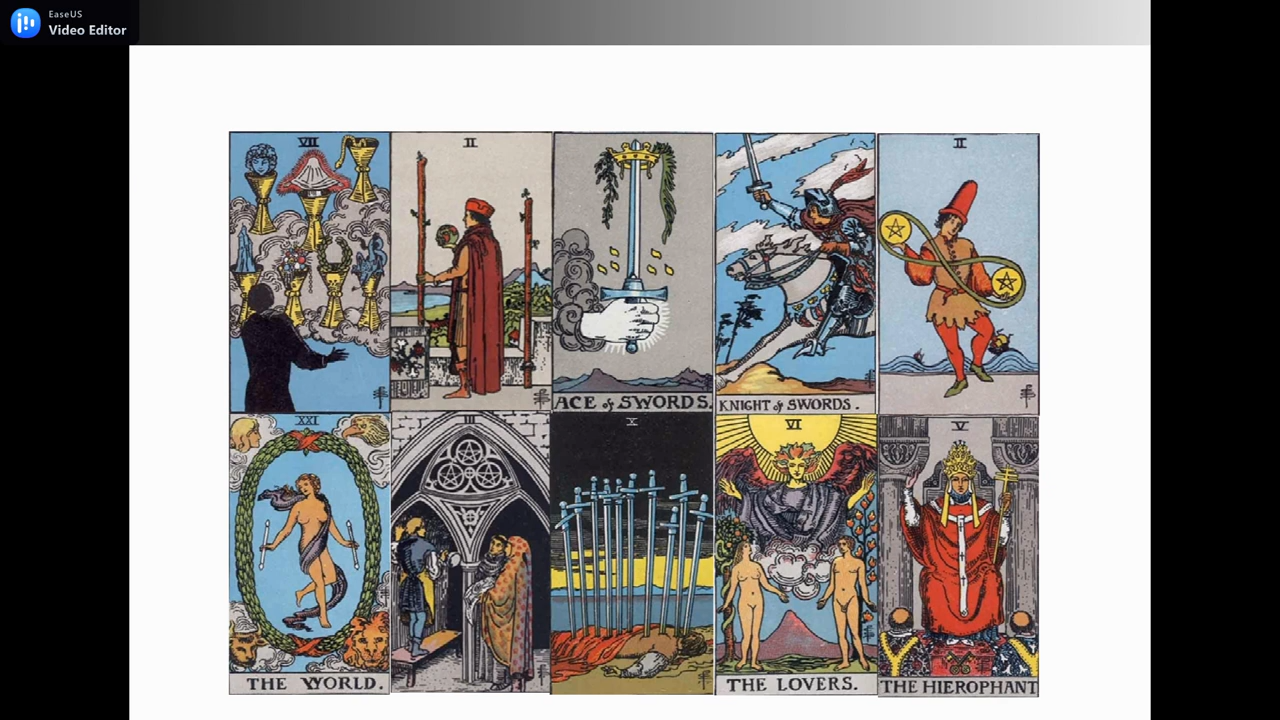 EaseUS
Video Editor
VII
II
ACE of SWORDS.
KNIGHT of SWORDS.
II
XXI
THE WORLD.
III
X
VI
THE LOVERS.
V
THE HIEROPHANT